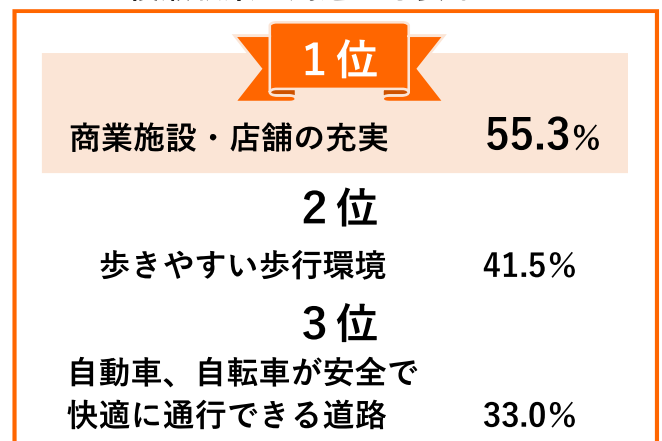 1位
商業施設・店舗の充実 55.3%
2位
歩きやすい歩行環境 41.5%
3位
自動車、自転車が安全で
快適に通行できる道路 33.0%